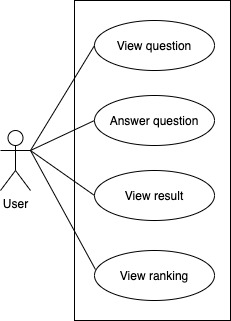 View question
Answer question
View result
User
View ranking